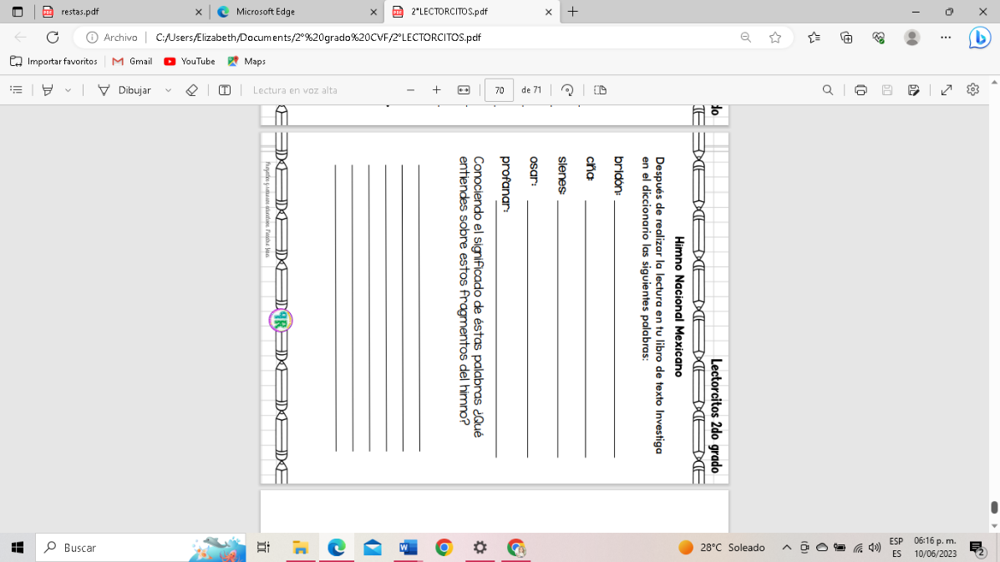 restas.pdf
Microsoft Edge
2°LECTORCITOS.pdf
Archivo
C:/Users/Elizabeth/Documents/2°%20grado%20CVF/2°LECTORCITOS.pdf
Importar favoritos
Gmail
YouTube
Maps
Dibujar
Lectura en voz alta
70
de 71
do
Lectorcitos 2do grado
Himno Nacional Mexicano
Después de realizar la lectura en tu libro de texto Investiga
en el diccionario las siguientes palabras:
bridón:
ciña:
sienes:
osar:
profanar:
Conociendo el significado de éstas palabras ¿Qué
entiendes sobre estos fragmentos del himno?
Buscar
28°C Soleado
ESP
ES
06:16 p. m.
10/06/2023
2